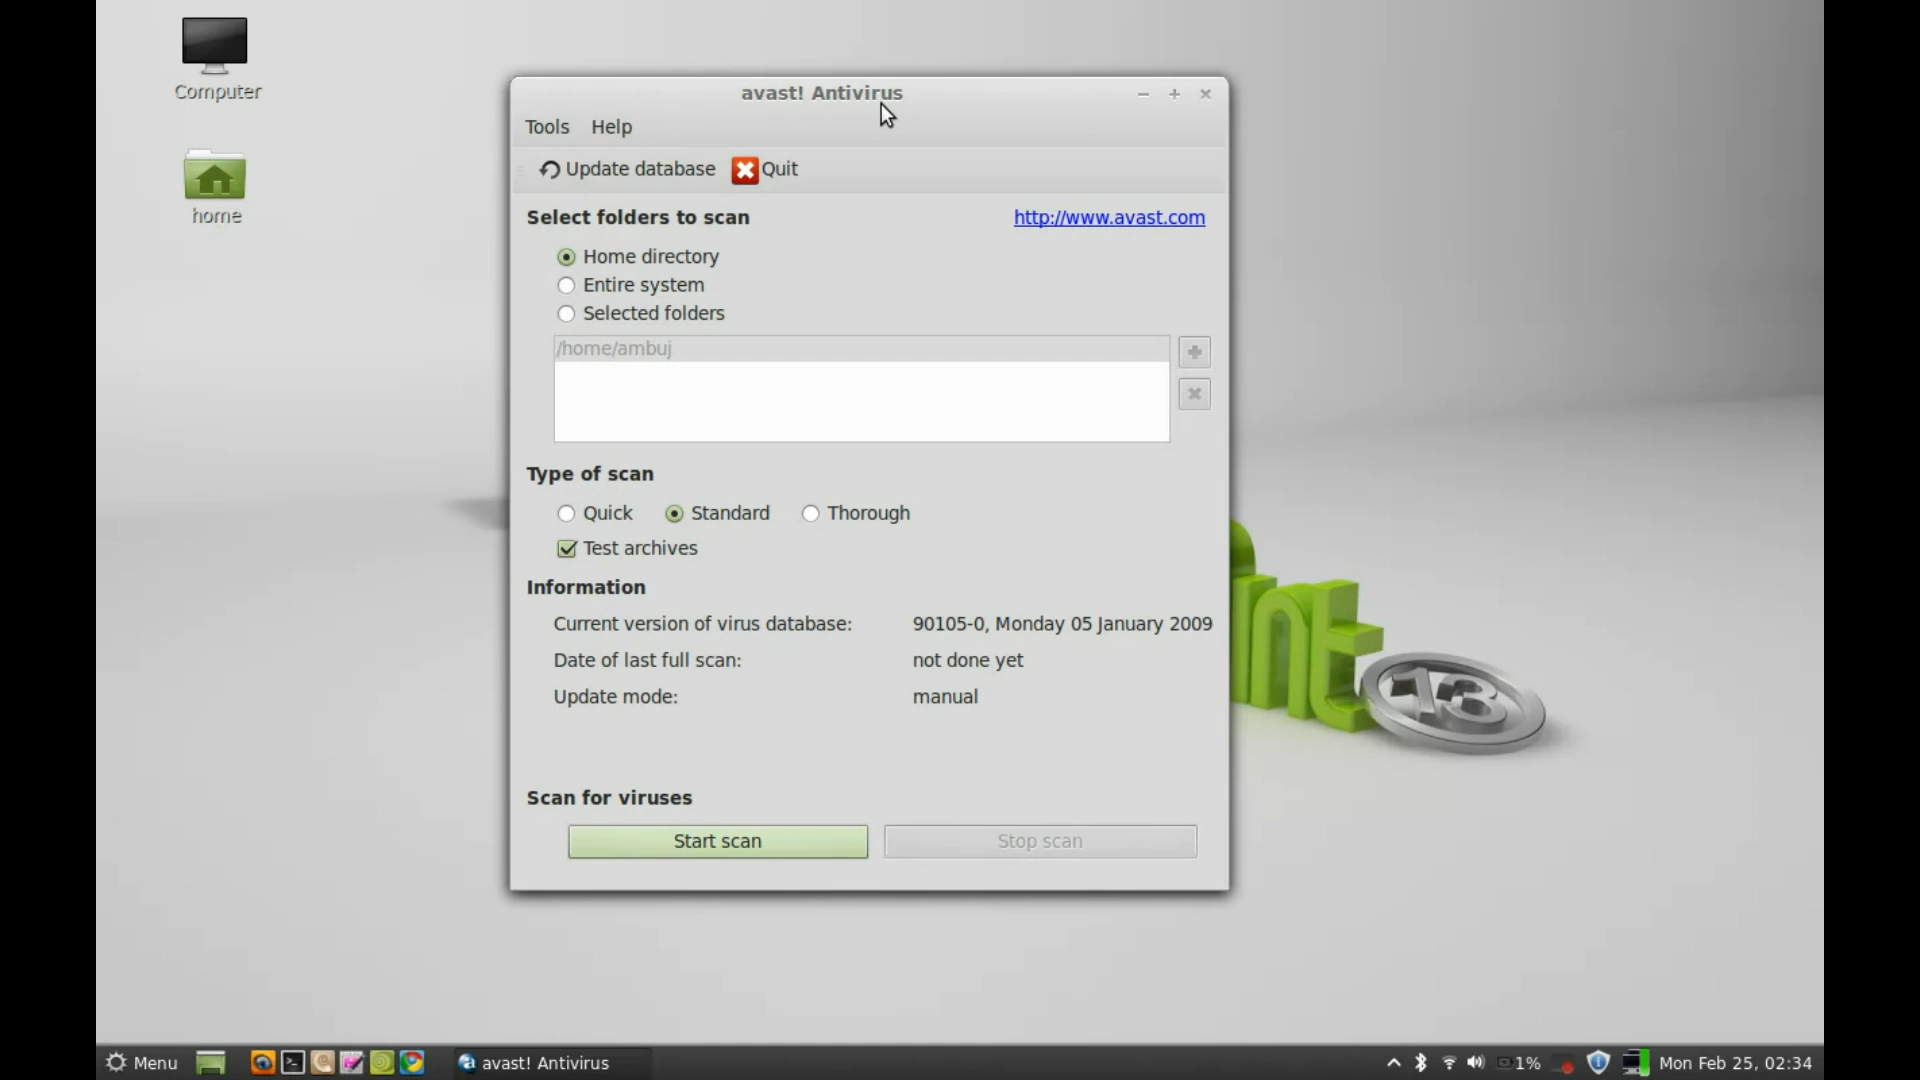 Computer
home
avast! Antivirus
Tools Help
Update database Quit
Select folders to scan http://www.avast.com
Home directory
Entire system
Selected folders
/home/ambuj
Type of scan
Quick Standard Thorough
Test archives
Information
Current version of virus database: 90105-0, Monday 05 January 2009
Date of last full scan: not done yet
Update mode: manual
Scan for viruses
Start scan Stop scan
13
Menu avast! Antivirus 1% Mon Feb 25, 02:34